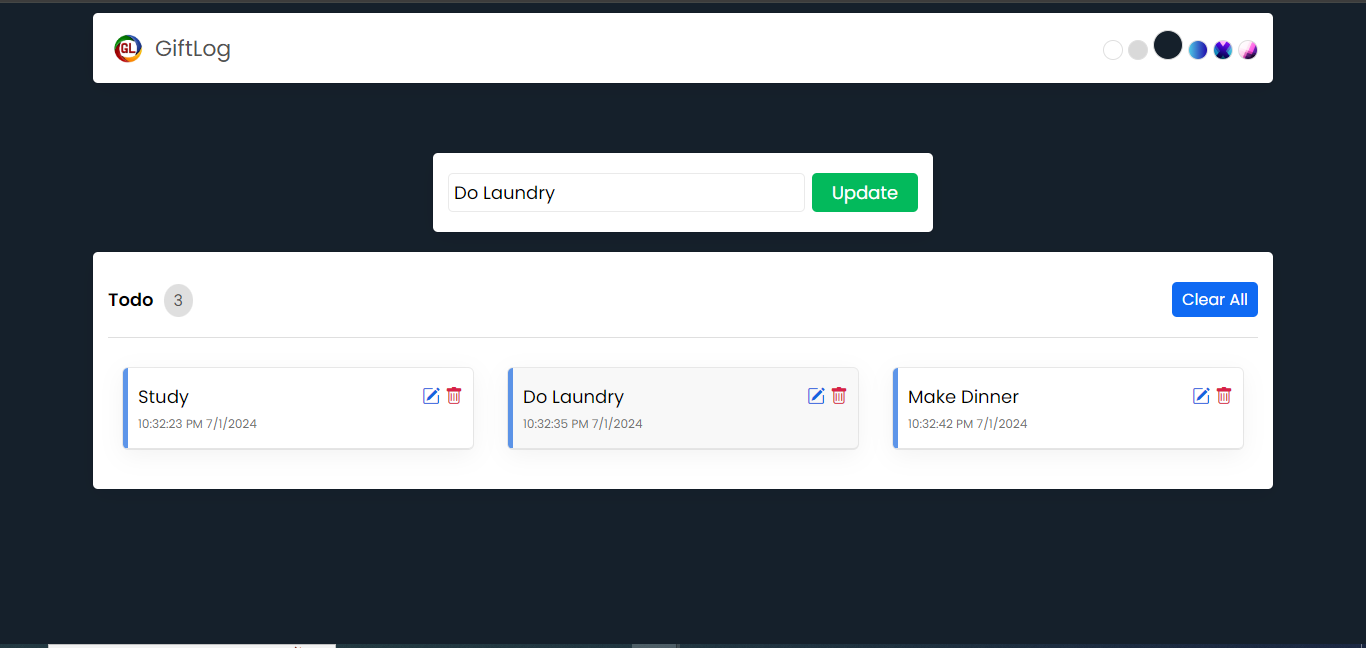 GL GiftLog
Do Laundry Update
Todo 3 Clear All
Study
10:32:23 PM 7/1/2024
Do Laundry
10:32:35 PM 7/1/2024
Make Dinner
10:32:42 PM 7/1/2024